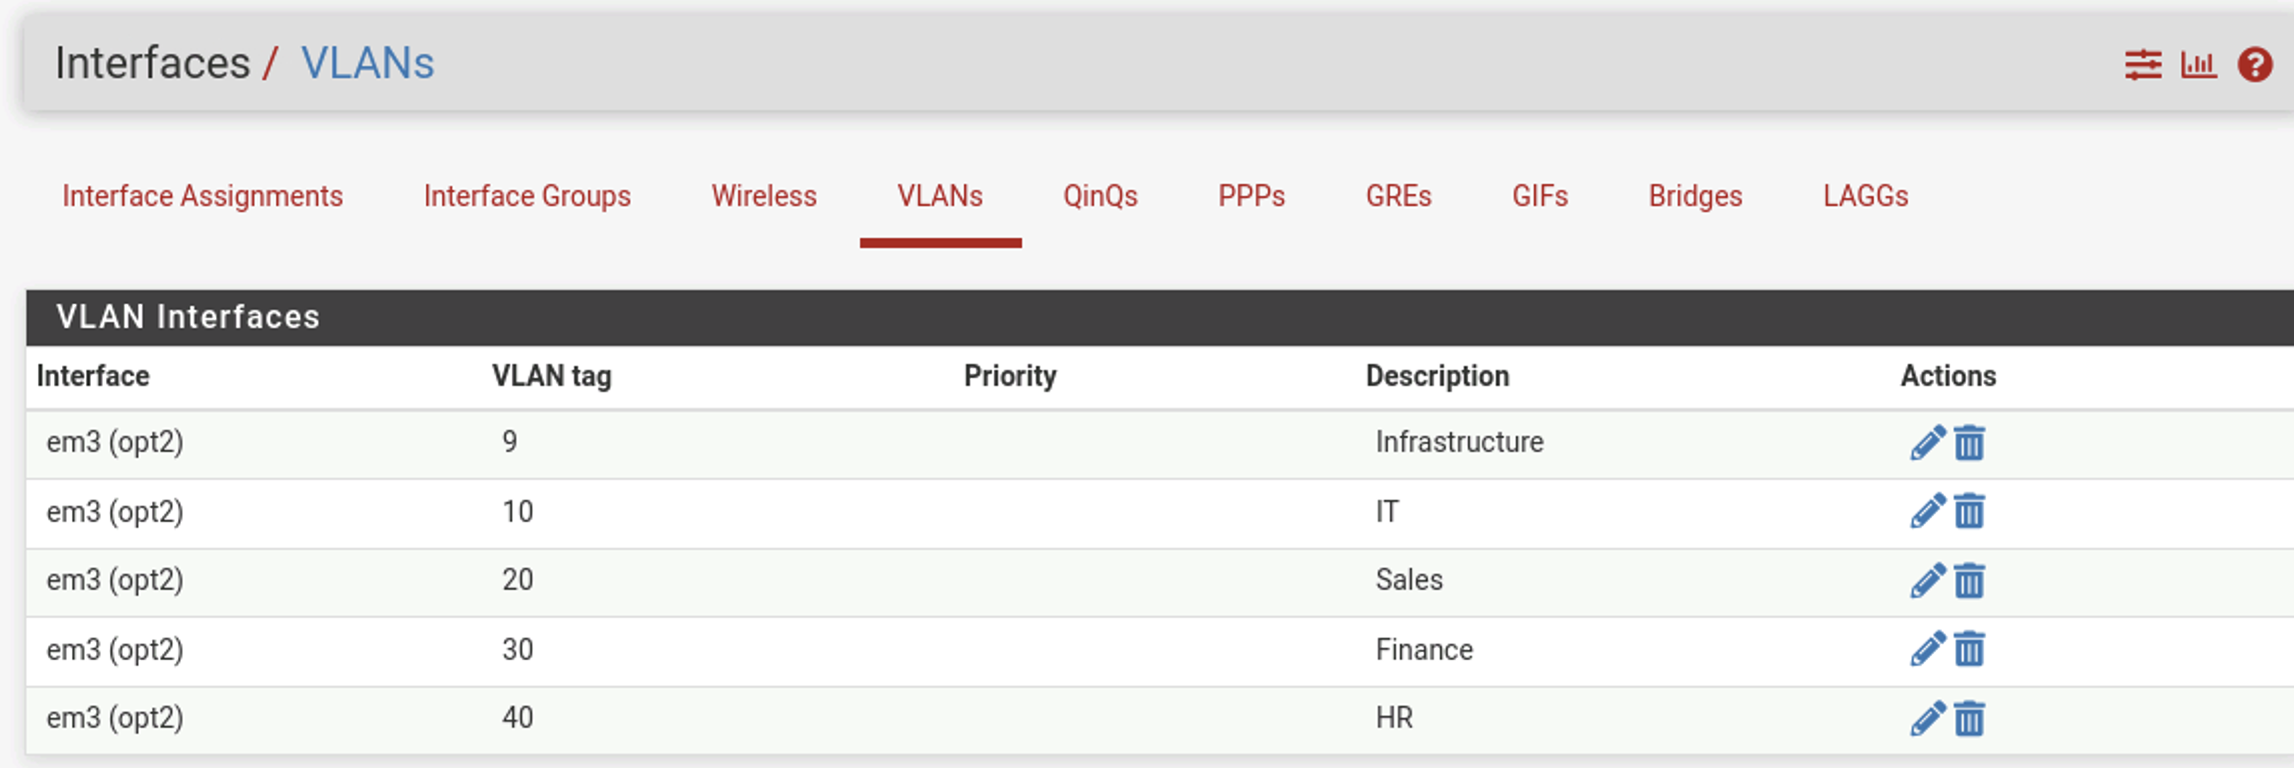 Interfaces / VLANs
Interface Assignments Interface Groups Wireless VLANs QinQs PPPs GREs GIFs Bridges LAGGs
VLAN Interfaces
Interface VLAN tag Priority Description Actions
em3 (opt2) 9 Infrastructure
em3 (opt2) 10 IT
em3 (opt2) 20 Sales
em3 (opt2) 30 Finance
em3 (opt2) 40 HR